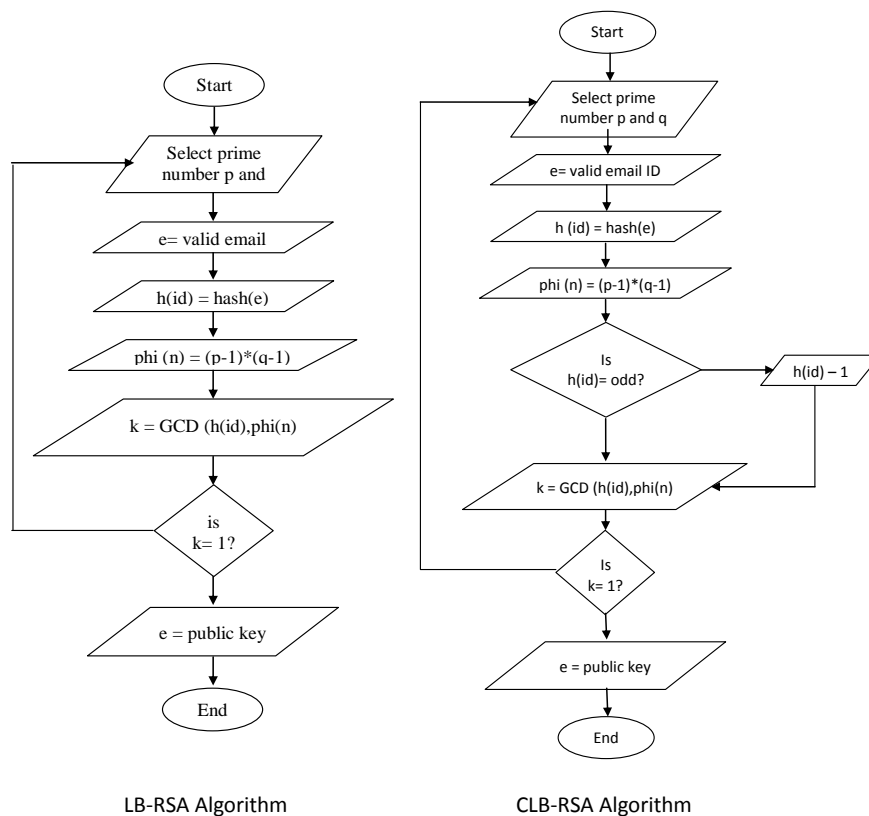 Start
Select prime
number p and
e= valid email
h(id) = hash(e)
phi (n) = (p-1)*(q-1)
k = GCD (h(id),phi(n)
is
k= 1?
e = public key
End
LB-RSA Algorithm
Start
Select prime
number p and q
e= valid email ID
h (id) = hash(e)
phi (n) = (p-1)*(q-1)
Is
h(id)= odd?
h(id) – 1
k = GCD (h(id),phi(n)
Is
k= 1?
e = public key
End
CLB-RSA Algorithm